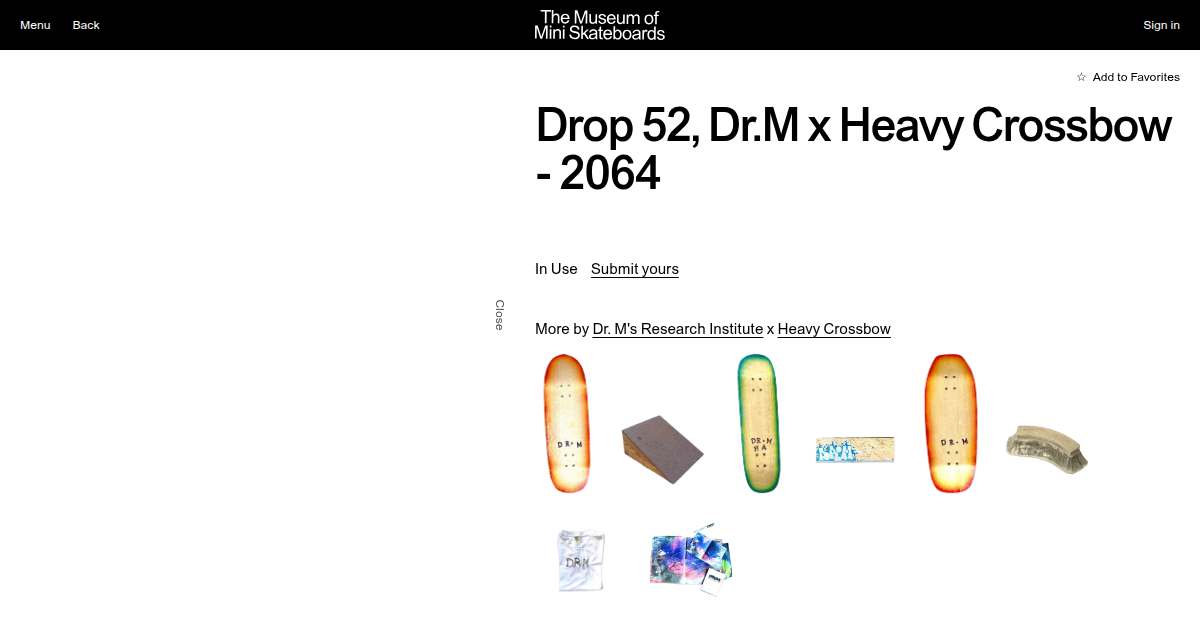 Menu
Back
The Museum of
Mini Skateboards
Sign in
☆ Add to Favorites
Drop 52, Dr.M x Heavy Crossbow
- 2064
In Use
Submit yours
Close
More by Dr. M's Research Institute x Heavy Crossbow
DR·M
DR·M
DR·M
DR·M